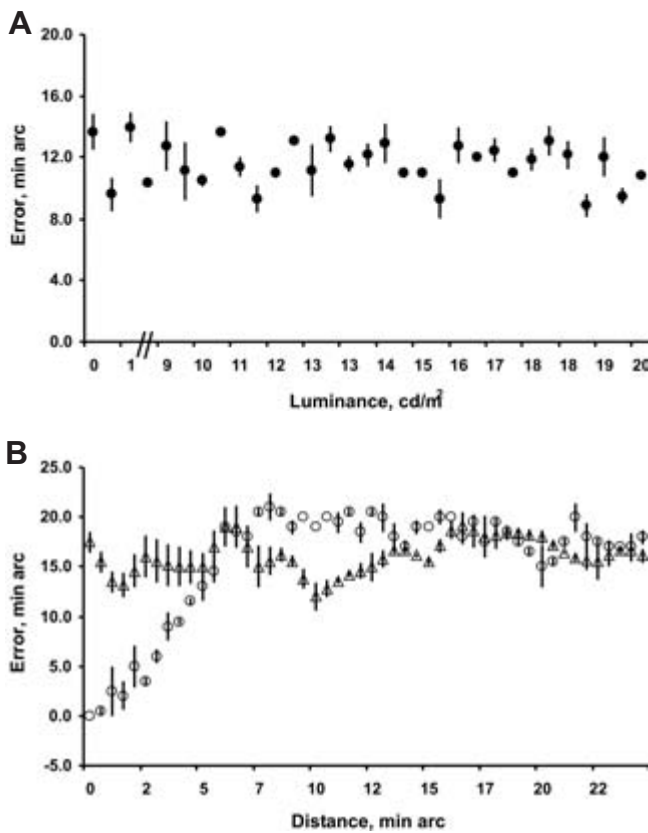 A
20.0
16.0
12.0
8.0
4.0
0.0
Error, min arc
0 1 // 9 10 11 12 13 13 14 15 16 17 18 18 19 20
Luminance, cd/m²
B
25.0
20.0
15.0
10.0
5.0
0.0
-5.0
Error, min arc
0 2 5 7 10 12 15 17 20 22
Distance, min arc